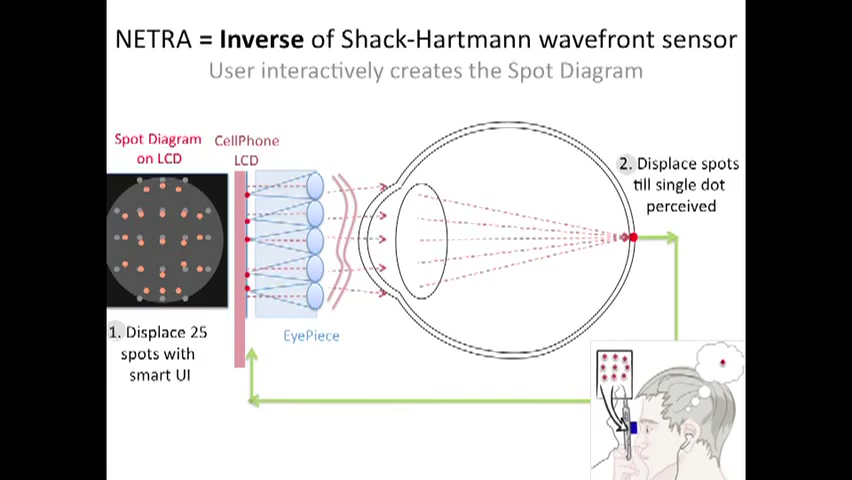 NETRA = Inverse of Shack-Hartmann wavefront sensor
User interactively creates the Spot Diagram
Spot Diagram
on LCD
CellPhone
LCD
2. Displace spots
till single dot
perceived
1. Displace 25
spots with
smart UI
EyePiece